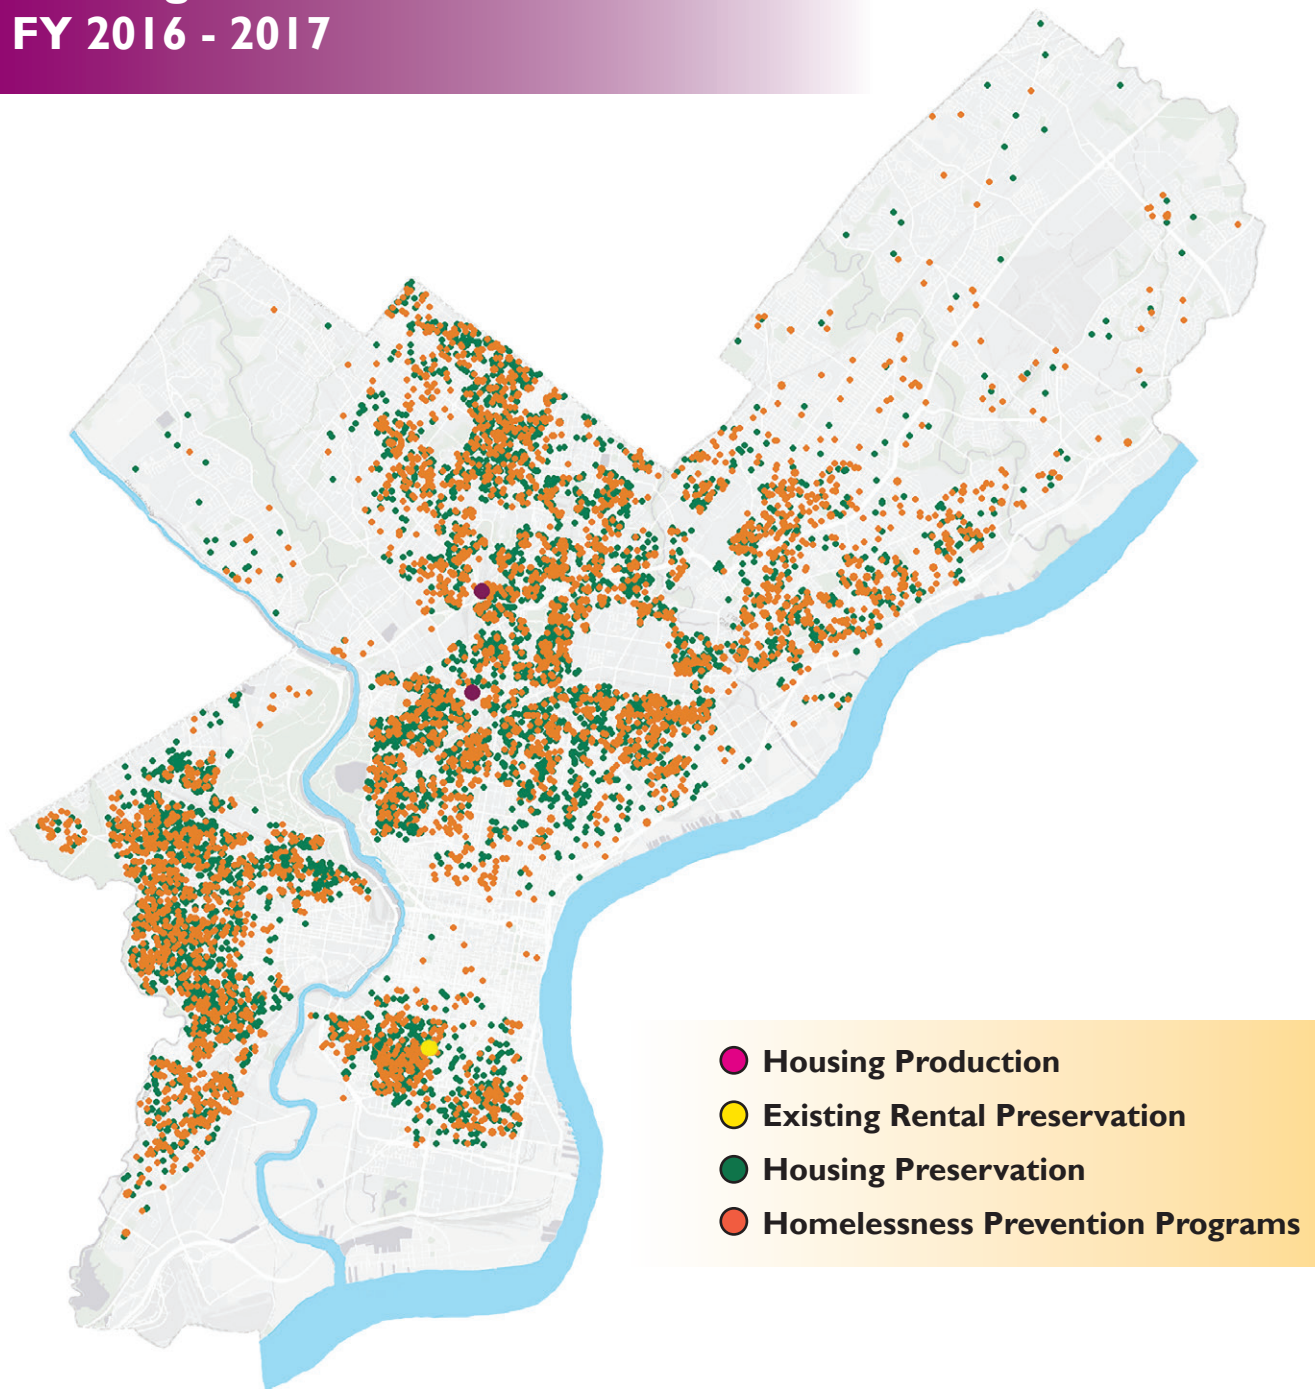 FY 2016 - 2017
Housing Production
Existing Rental Preservation
Housing Preservation
Homelessness Prevention Programs